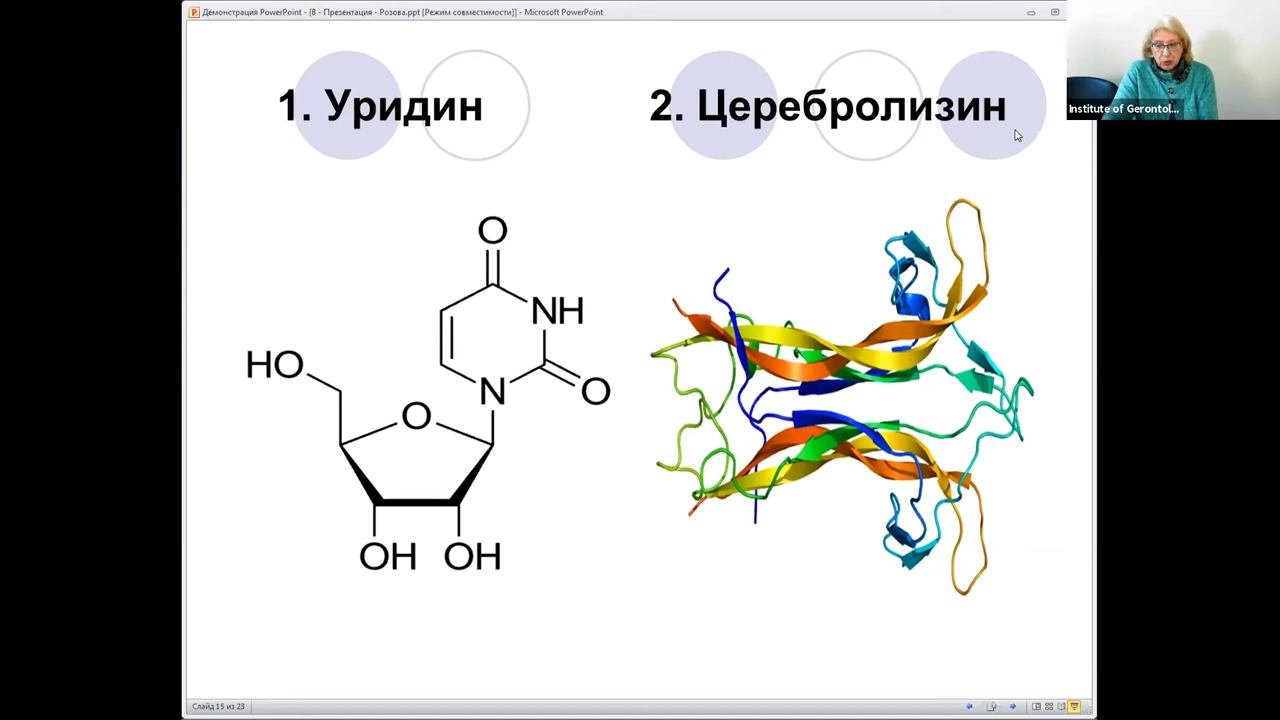 Демонстрация PowerPoint - [8 - Презентация - Розова.ppt [Режим совместимости]] - Microsoft PowerPoint
Institute of Gerontol...
1. Уридин
2. Церебролизин
O
NH
HO
O
N
O
OH OH
Слайд 15 из 23